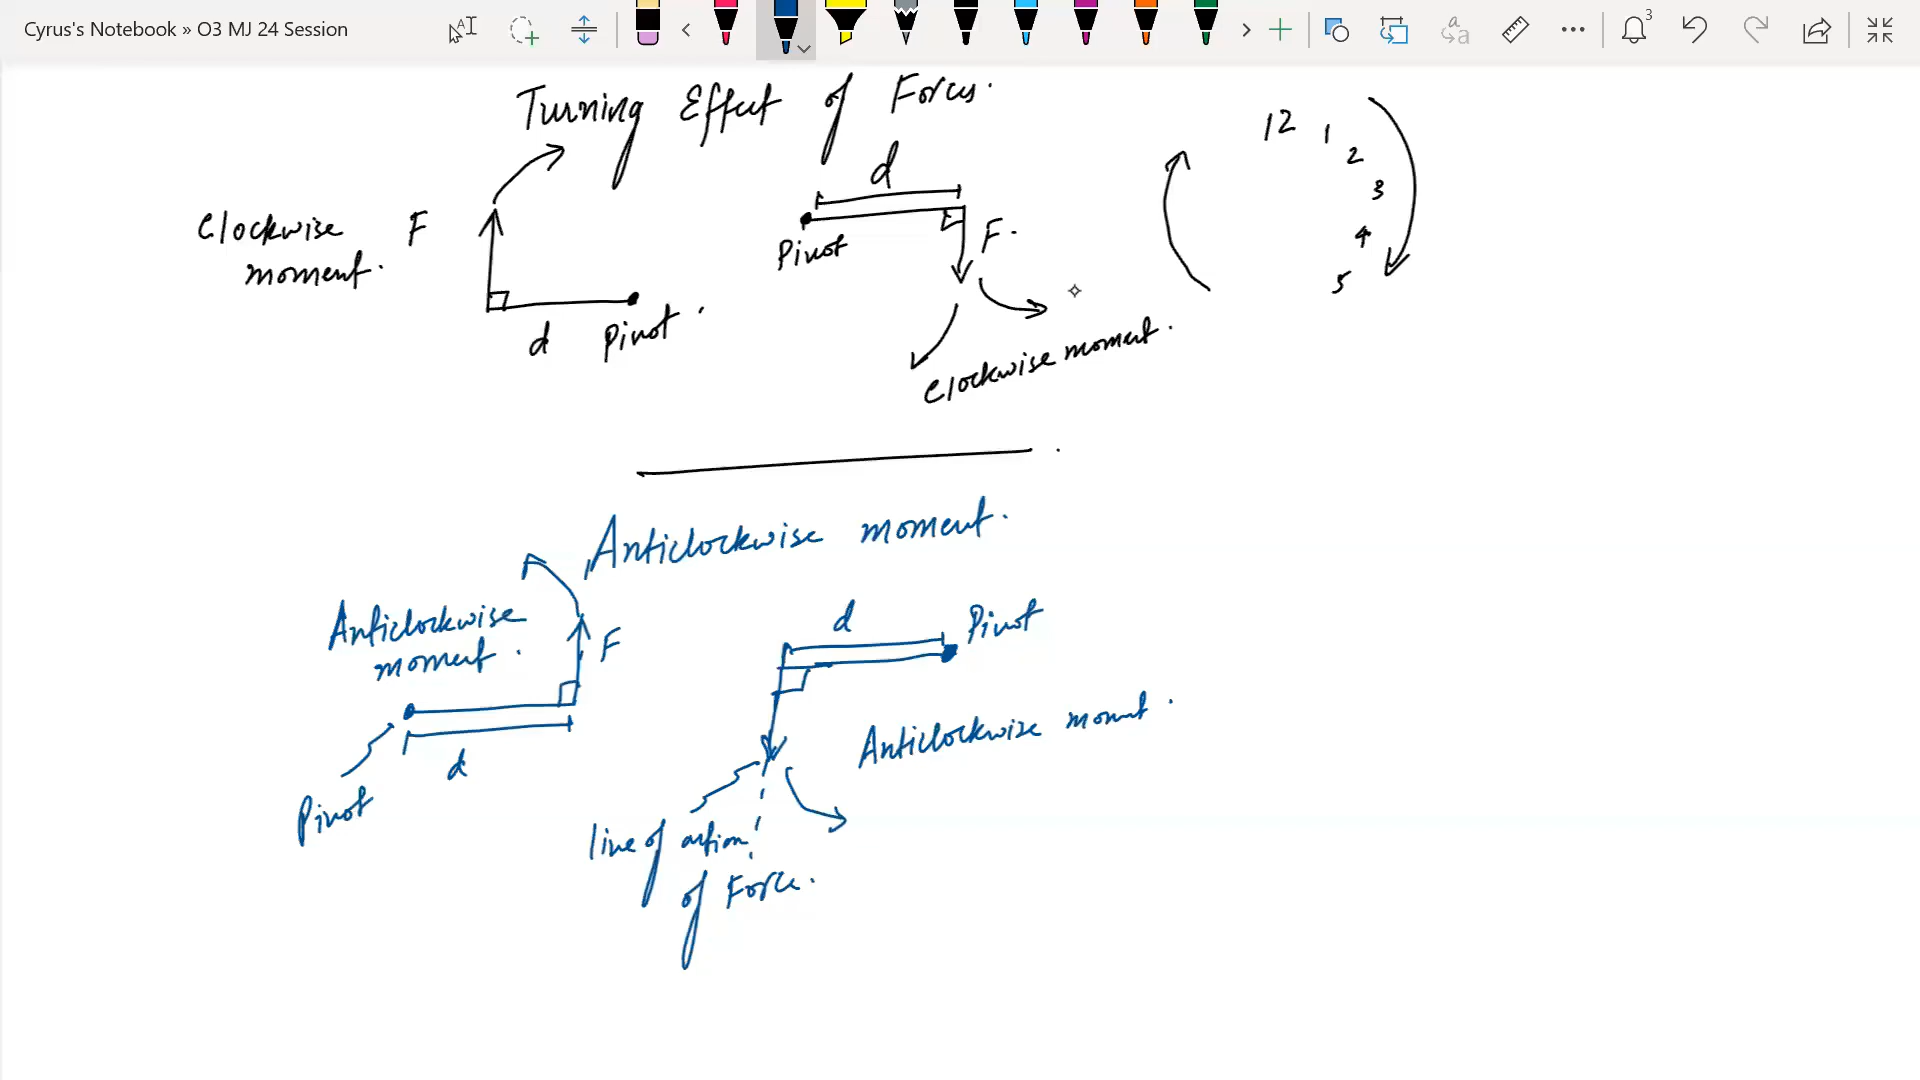 Cyrus's Notebook » O3 MJ 24 Session
3
Turning Effect of Forces.
12
1
2
3
4
5
d
Clockwise
moment.
F
d
Pivot.
Pivot
F.
Clockwise moment.
Anticlockwise moment.
Anticlockwise
moment.
F
d
Pivot
d
Pivot
Anticlockwise moment.
line of action
of Force.